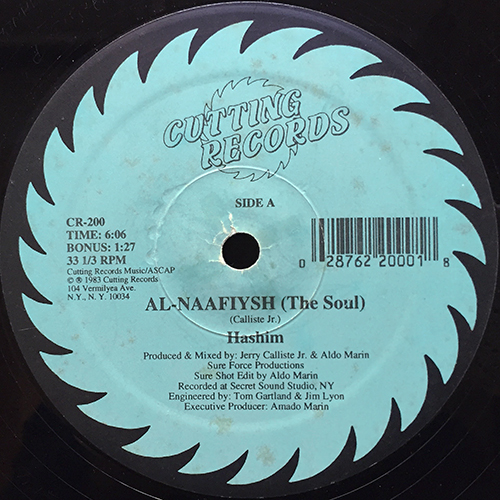 CUTTING
RECORDS
SIDE A
CR-200
TIME: 6:06
BONUS: 1:27
33 1/3 RPM
Cutting Records Music/ASCAP
© ℗ 1983 Cutting Records
104 Vermilyea Ave.
N.Y., N. Y. 10034
0 28762 20001 8
AL-NAAFIYSH (The Soul)
(Calliste Jr.)
Hashim
Produced & Mixed by: Jerry Calliste Jr. & Aldo Marin
Sure Force Productions
Sure Shot Edit by Aldo Marin
Recorded at Secret Sound Studio, NY
Engineered by: Tom Gartland & Jim Lyon
Executive Producer: Amado Marin